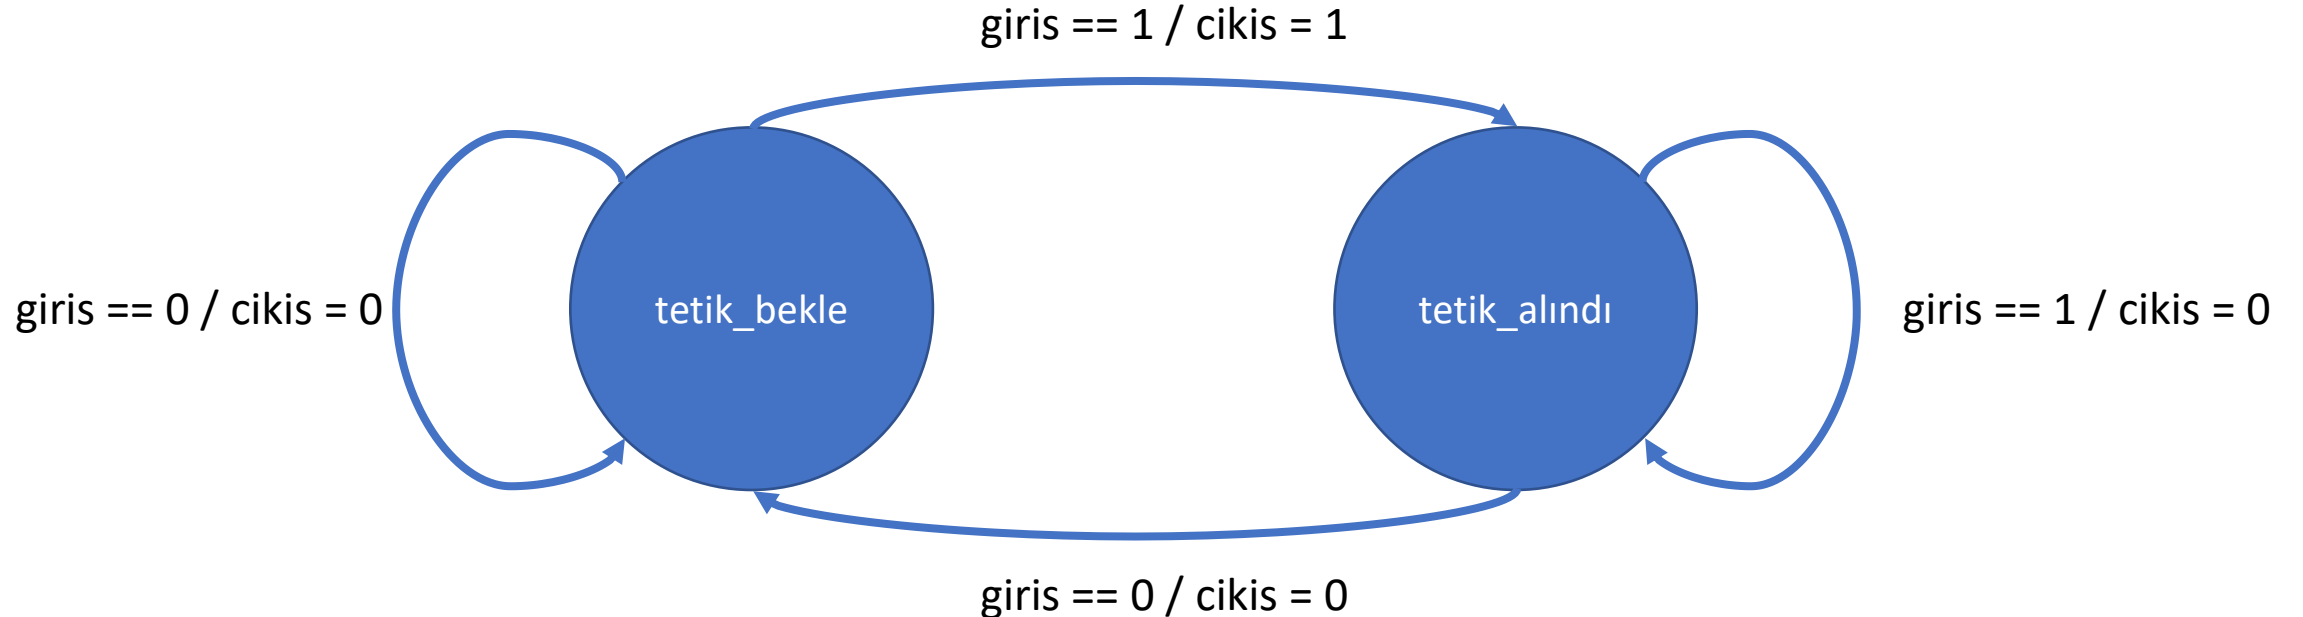 giris == 1 / cikis = 1
giris == 0 / cikis = 0
tetik_bekle
tetik_alındı
giris == 1 / cikis = 0
giris == 0 / cikis = 0